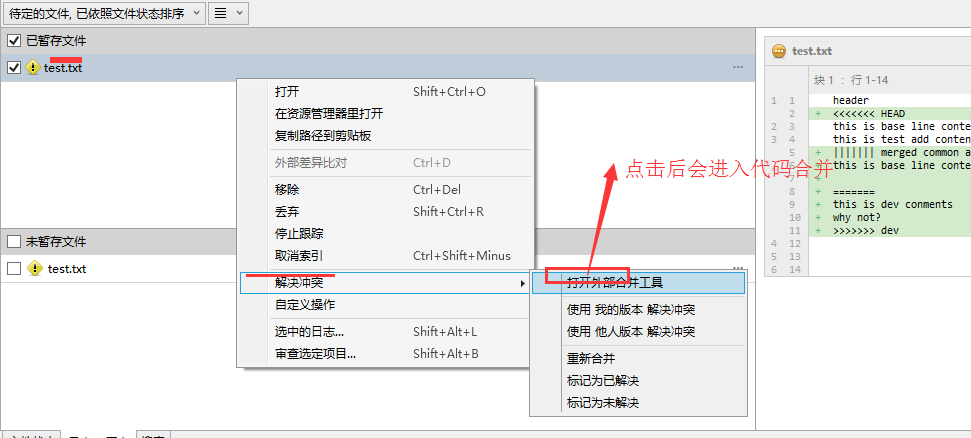 待定的文件, 已依照文件状态排序
已暂存文件
test.txt
打开 Shift+Ctrl+O
在资源管理器里打开
复制路径到剪贴板
外部差异比对 Ctrl+D
移除 Ctrl+Del
丢弃 Shift+Ctrl+R
停止跟踪
取消索引 Ctrl+Shift+Minus
解决冲突
自定义操作
选中的日志... Shift+Alt+L
审查选定项目... Shift+Alt+B
未暂存文件
test.txt
打开外部合并工具
使用 我的版本 解决冲突
使用 他人版本 解决冲突
重新合并
标记为已解决
标记为未解决
点击后会进入代码合并
test.txt
块 1 : 行 1-14
1 1 header
2 + <<<<<<< HEAD
2 3 this is base line conte
3 4 this is test add conten
5 + ||||||| merged common a
6 + this is base line conte
7 +
8 + =======
9 + this is dev conments
10 + why not?
11 + >>>>>>> dev
4 12
5 13
6 14